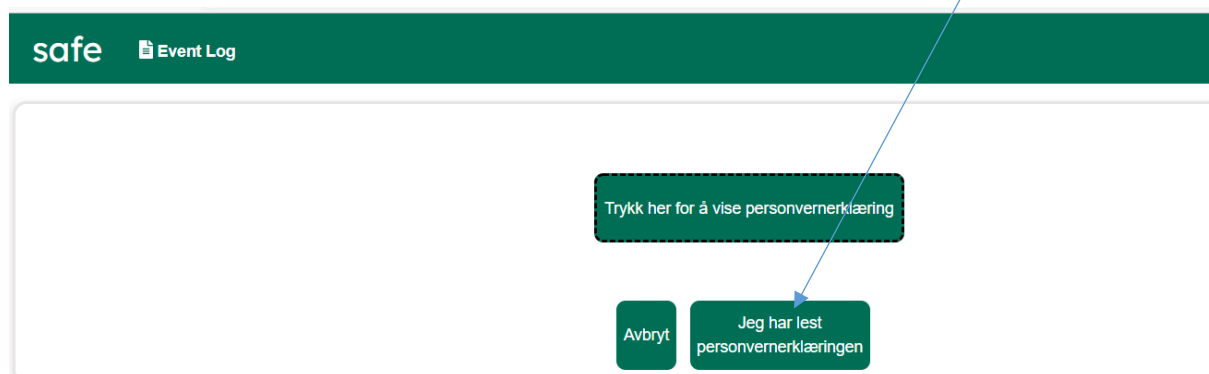 safe Event Log
Trykk her for å vise personvernerklæring
Avbryt
Jeg har lest
personvernerklæringen